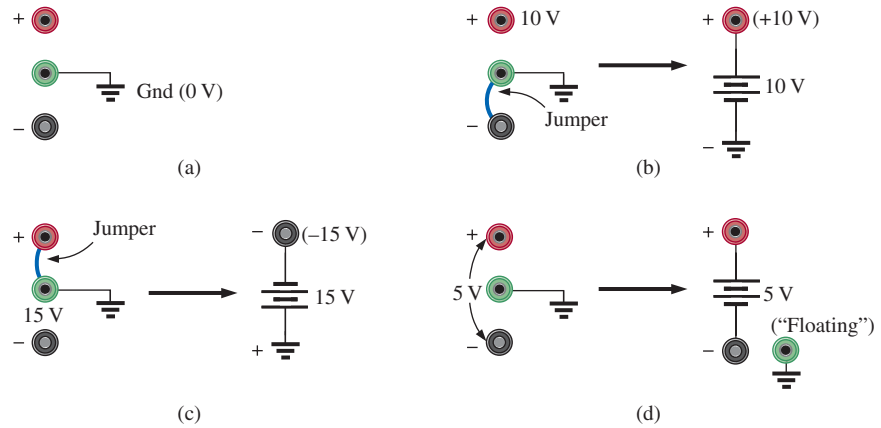 +
Gnd (0 V)
−
(a)
+ 10 V
Jumper
−
+ (+10 V)
10 V
−
(b)
+
Jumper
15 V
−
− (−15 V)
15 V
+
(c)
+
5 V
−
+
5 V
("Floating")
−
(d)